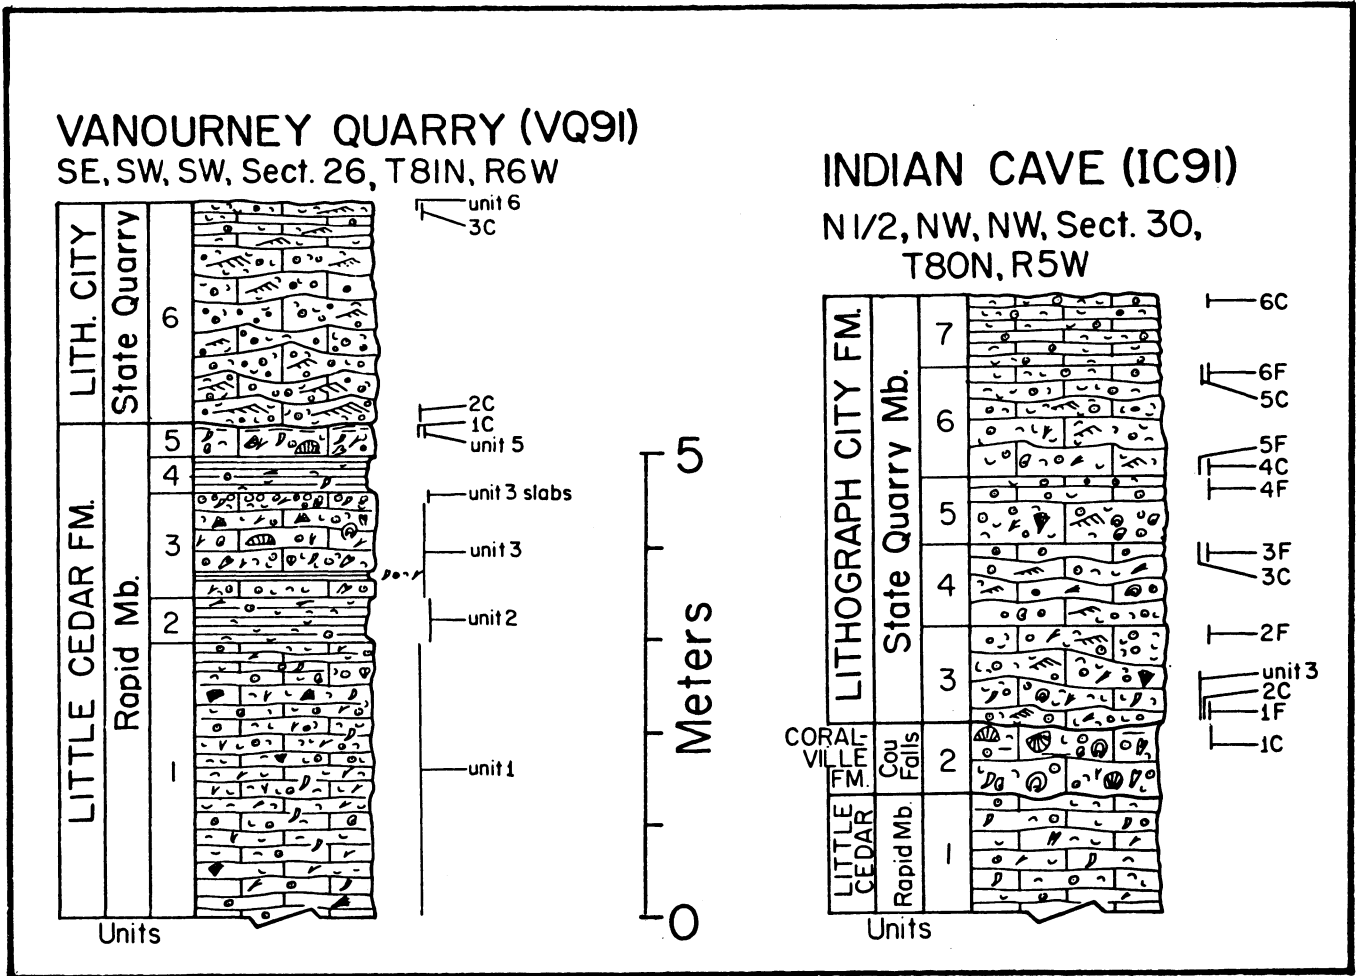 VANOURNEY QUARRY (VQ91)
SE, SW, SW, Sect. 26, T81N, R6W
LITH. CITY
State Quarry
LITTLE CEDAR FM.
Rapid Mb.
6
5
4
3
2
1
Units
unit 6
3C
2C
1C
unit 5
unit 3 slabs
unit 3
unit 2
unit 1
5
Meters
0
INDIAN CAVE (IC91)
N 1/2, NW, NW, Sect. 30,
T80N, R5W
LITHOGRAPH CITY FM.
State Quarry Mb.
CORAL-
VILLE
FM.
Cou
Falls
LITTLE
CEDAR
Rapid Mb.
7
6
5
4
3
2
1
Units
6C
6F
5C
5F
4C
4F
3F
3C
2F
unit 3
2C
1F
1C